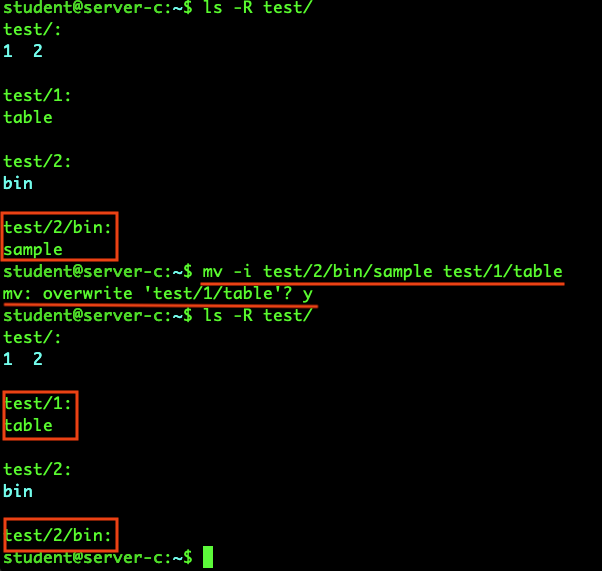 student@server-c:~$ ls -R test/
test/:
1  2
test/1:
table
test/2:
bin
test/2/bin:
sample
student@server-c:~$ mv -i test/2/bin/sample test/1/table
mv: overwrite 'test/1/table'? y
student@server-c:~$ ls -R test/
test/:
1  2
test/1:
table
test/2:
bin
test/2/bin:
student@server-c:~$